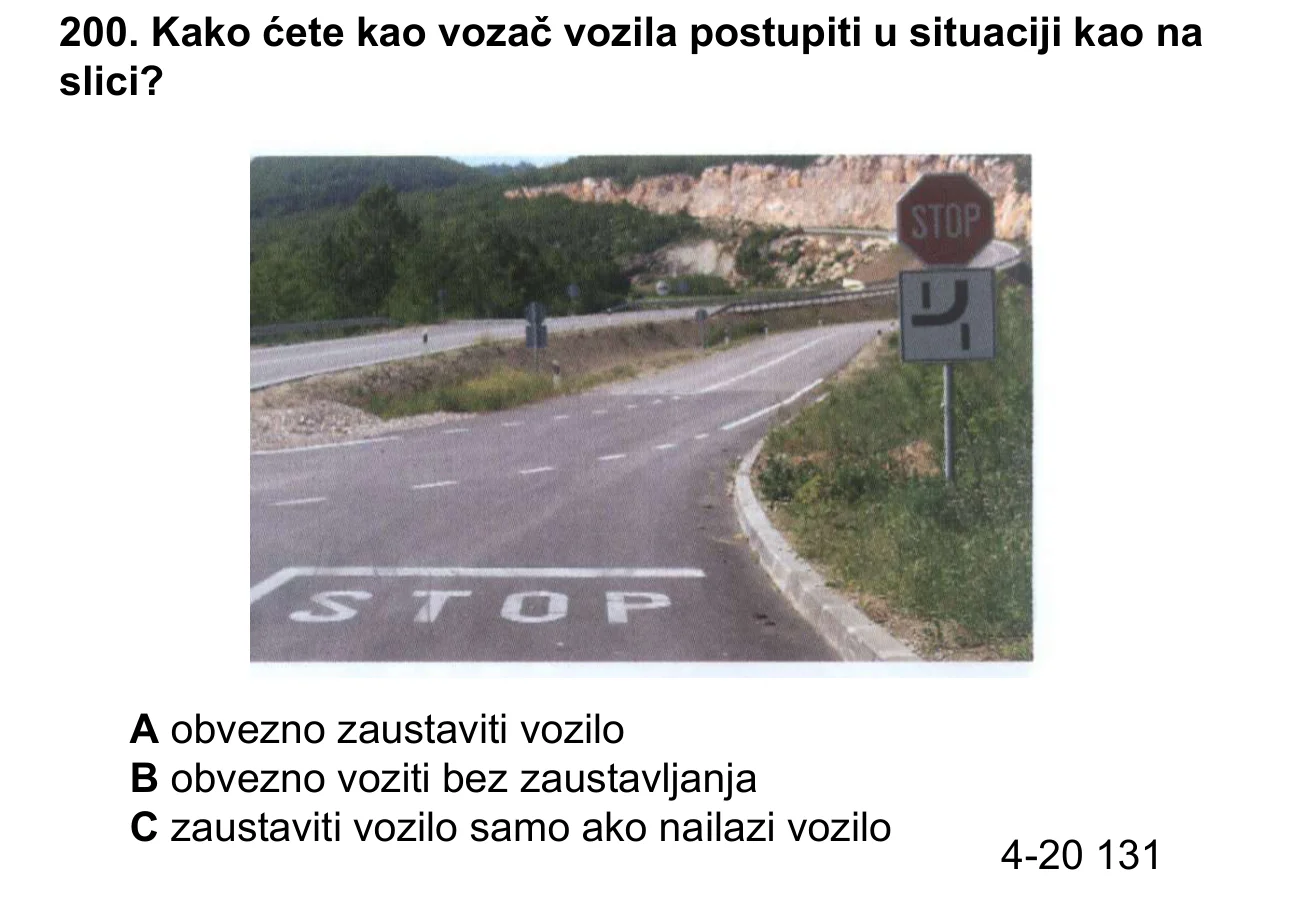 200. Kako ćete kao vozač vozila postupiti u situaciji kao na
slici?
STOP
STOP
A obvezno zaustaviti vozilo
B obvezno voziti bez zaustavljanja
C zaustaviti vozilo samo ako nailazi vozilo
4-20 131